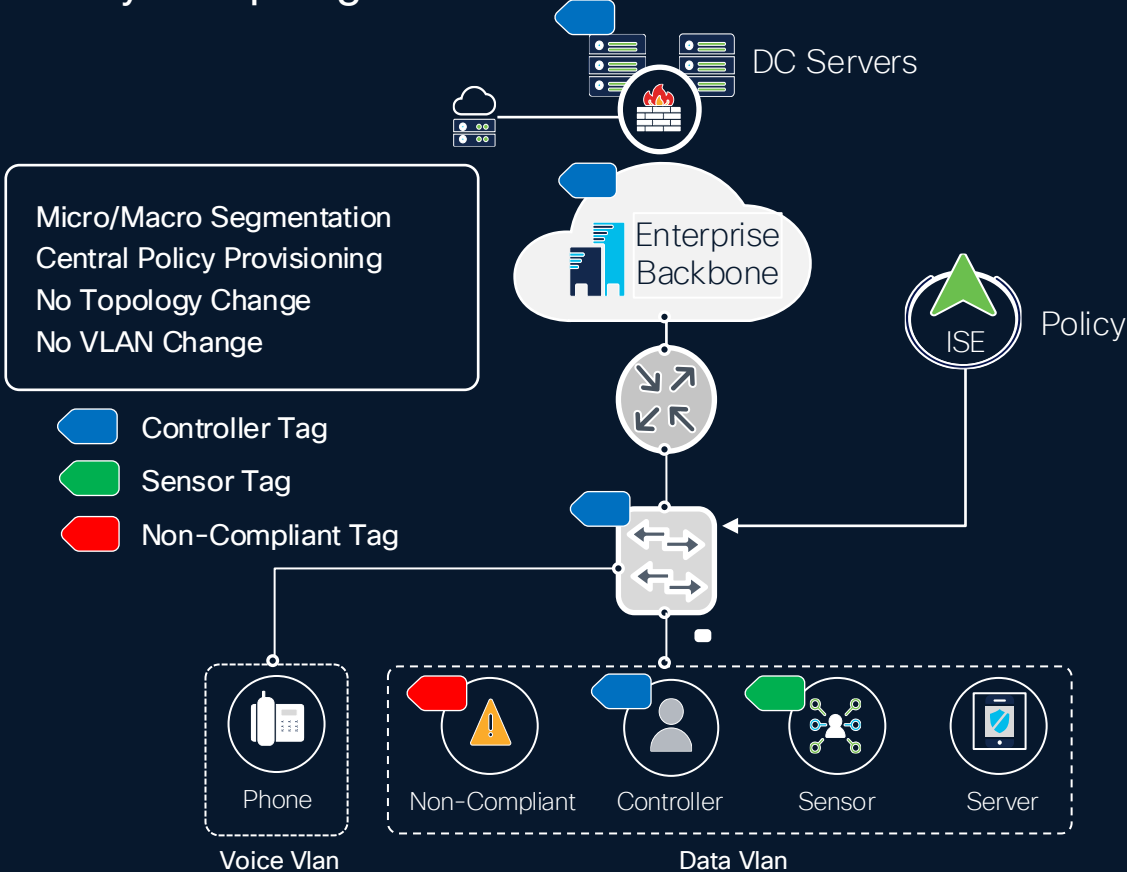 DC Servers
Micro/Macro Segmentation
Central Policy Provisioning
No Topology Change
No VLAN Change
Enterprise
Backbone
ISE
Policy
Controller Tag
Sensor Tag
Non-Compliant Tag
Phone
Non-Compliant
Controller
Sensor
Server
Voice Vlan
Data Vlan